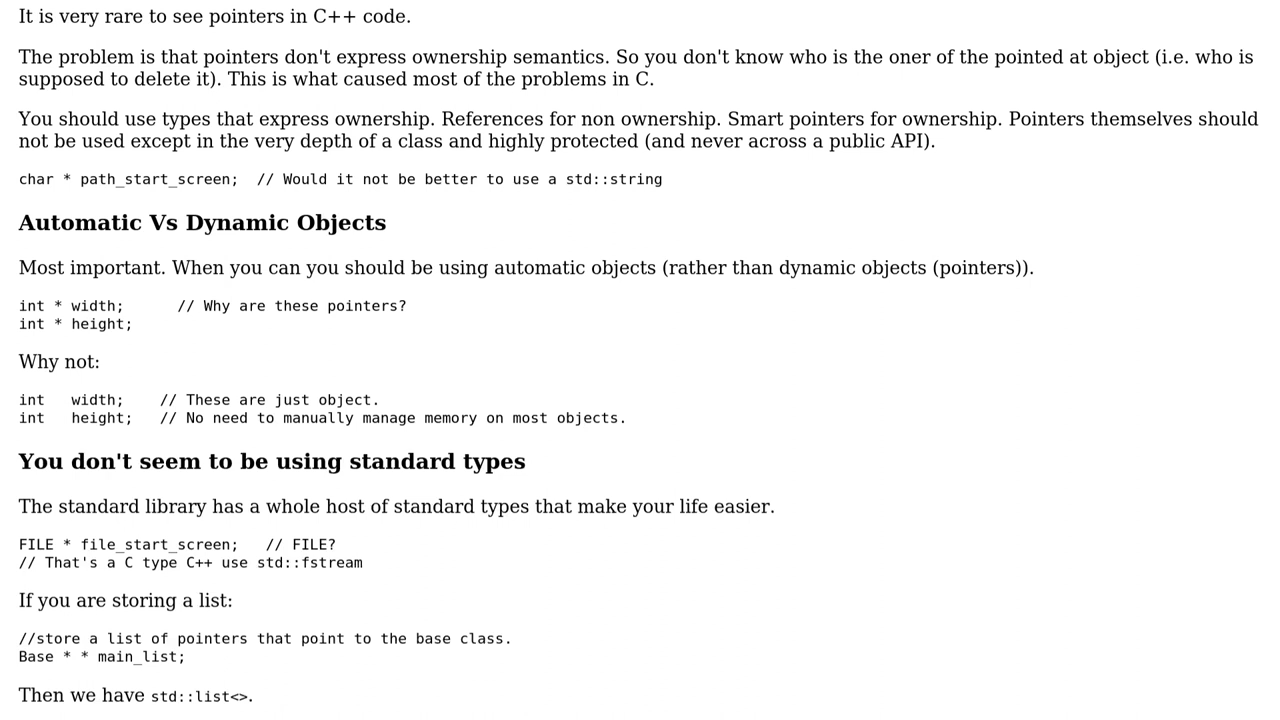 It is very rare to see pointers in C++ code.
The problem is that pointers don't express ownership semantics. So you don't know who is the oner of the pointed at object (i.e. who is
supposed to delete it). This is what caused most of the problems in C.
You should use types that express ownership. References for non ownership. Smart pointers for ownership. Pointers themselves should
not be used except in the very depth of a class and highly protected (and never across a public API).
char * path_start_screen;  // Would it not be better to use a std::string
Automatic Vs Dynamic Objects
Most important. When you can you should be using automatic objects (rather than dynamic objects (pointers)).
int * width;      // Why are these pointers?
int * height;
Why not:
int   width;    // These are just object.
int   height;   // No need to manually manage memory on most objects.
You don't seem to be using standard types
The standard library has a whole host of standard types that make your life easier.
FILE * file_start_screen;   // FILE?
// That's a C type C++ use std::fstream
If you are storing a list:
//store a list of pointers that point to the base class.
Base * * main_list;
Then we have std::list<>.